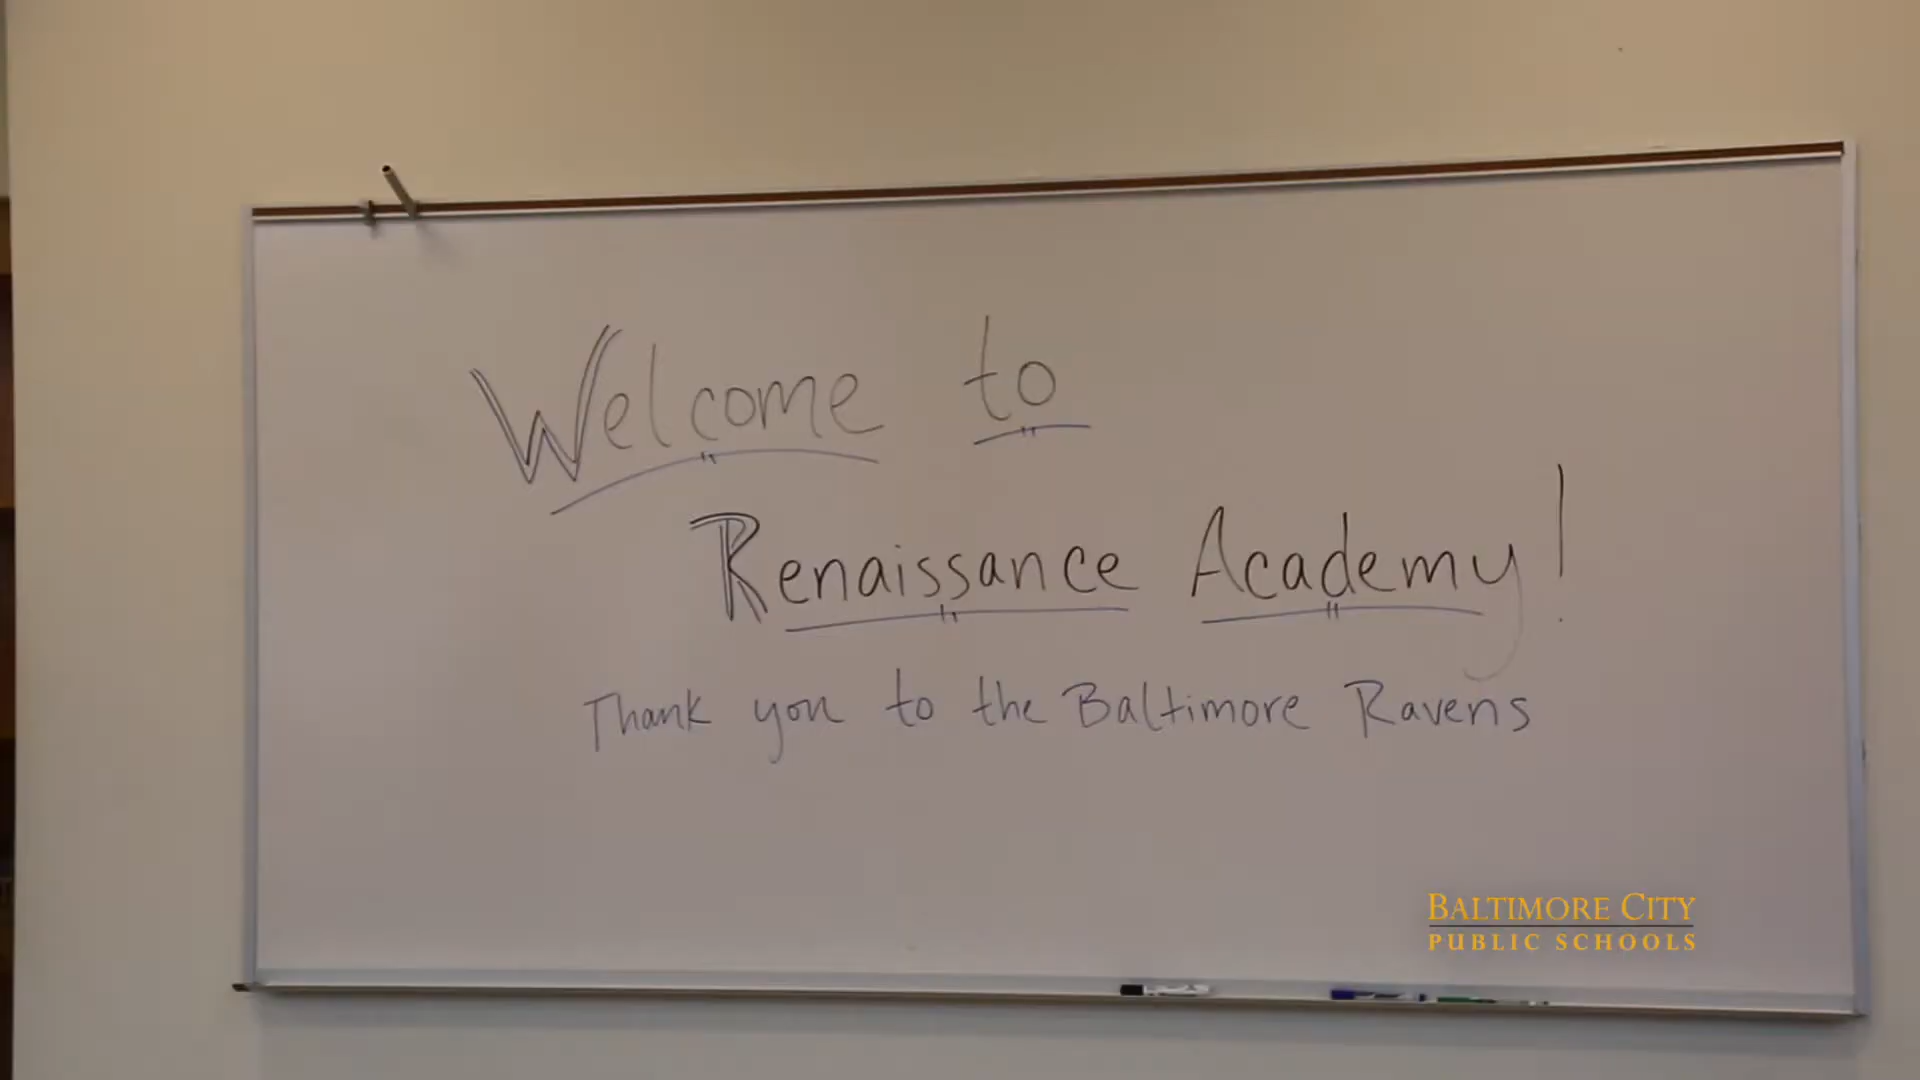 Welcome to
Renaissance Academy!
Thank you to the Baltimore Ravens
BALTIMORE CITY
PUBLIC SCHOOLS